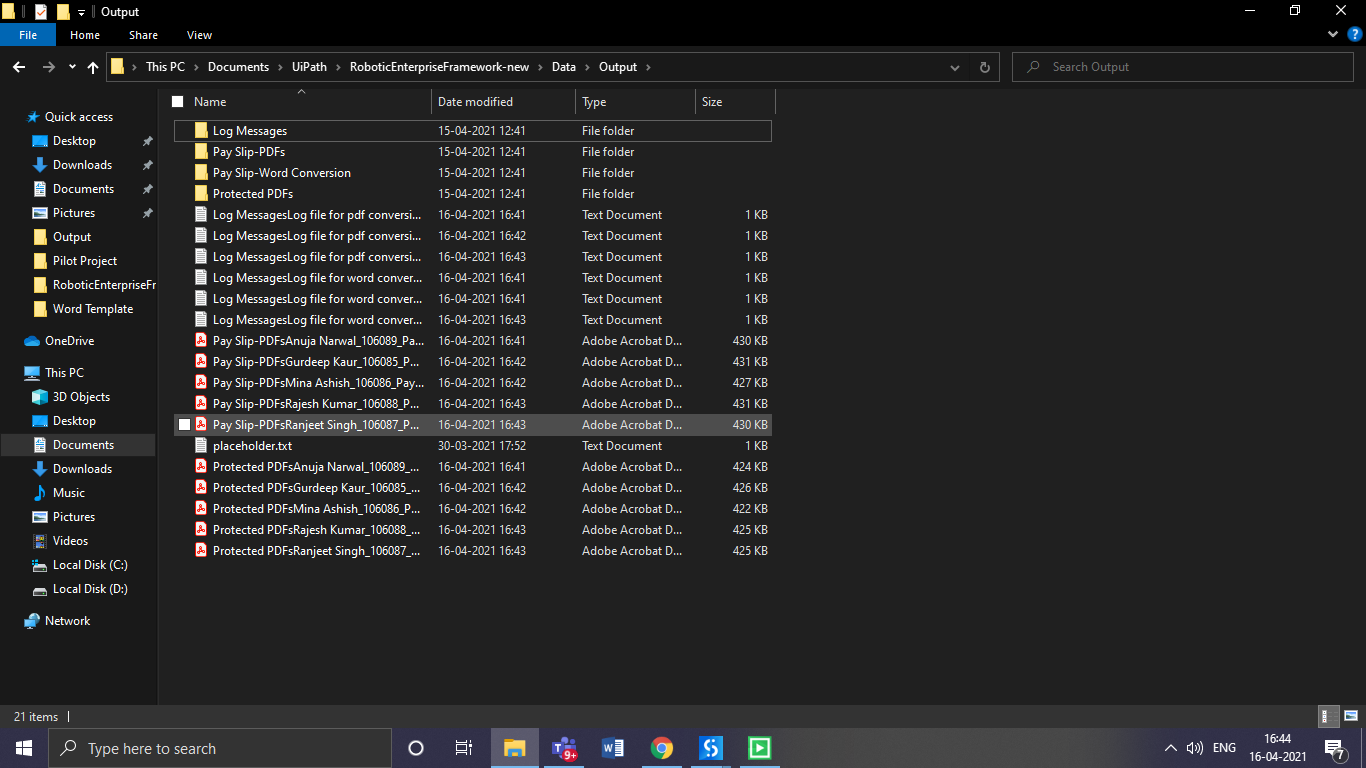 Output
File Home Share View
This PC Documents UiPath RoboticEnterpriseFramework-new Data Output
Search Output
Name Date modified Type Size
Quick access
Desktop
Downloads
Documents
Pictures
Output
Pilot Project
RoboticEnterpriseFr
Word Template
OneDrive
This PC
3D Objects
Desktop
Documents
Downloads
Music
Pictures
Videos
Local Disk (C:)
Local Disk (D:)
Network
Log Messages 15-04-2021 12:41 File folder
Pay Slip-PDFs 15-04-2021 12:41 File folder
Pay Slip-Word Conversion 15-04-2021 12:41 File folder
Protected PDFs 15-04-2021 12:41 File folder
Log MessagesLog file for pdf conversi... 16-04-2021 16:41 Text Document 1 KB
Log MessagesLog file for pdf conversi... 16-04-2021 16:42 Text Document 1 KB
Log MessagesLog file for pdf conversi... 16-04-2021 16:43 Text Document 1 KB
Log MessagesLog file for word conver... 16-04-2021 16:41 Text Document 1 KB
Log MessagesLog file for word conver... 16-04-2021 16:41 Text Document 1 KB
Log MessagesLog file for word conver... 16-04-2021 16:43 Text Document 1 KB
Pay Slip-PDFsAnuja Narwal_106089_Pa... 16-04-2021 16:41 Adobe Acrobat D... 430 KB
Pay Slip-PDFsGurdeep Kaur_106085_P... 16-04-2021 16:42 Adobe Acrobat D... 431 KB
Pay Slip-PDFsMina Ashish_106086_Pay... 16-04-2021 16:42 Adobe Acrobat D... 427 KB
Pay Slip-PDFsRajesh Kumar_106088_P... 16-04-2021 16:43 Adobe Acrobat D... 431 KB
Pay Slip-PDFsRanjeet Singh_106087_P... 16-04-2021 16:43 Adobe Acrobat D... 430 KB
placeholder.txt 30-03-2021 17:52 Text Document 1 KB
Protected PDFsAnuja Narwal_106089_... 16-04-2021 16:41 Adobe Acrobat D... 424 KB
Protected PDFsGurdeep Kaur_106085_... 16-04-2021 16:42 Adobe Acrobat D... 426 KB
Protected PDFsMina Ashish_106086_P... 16-04-2021 16:42 Adobe Acrobat D... 422 KB
Protected PDFsRajesh Kumar_106088_... 16-04-2021 16:43 Adobe Acrobat D... 425 KB
Protected PDFsRanjeet Singh_106087_... 16-04-2021 16:43 Adobe Acrobat D... 425 KB
21 items
Type here to search
9+
ENG
16:44
16-04-2021
7